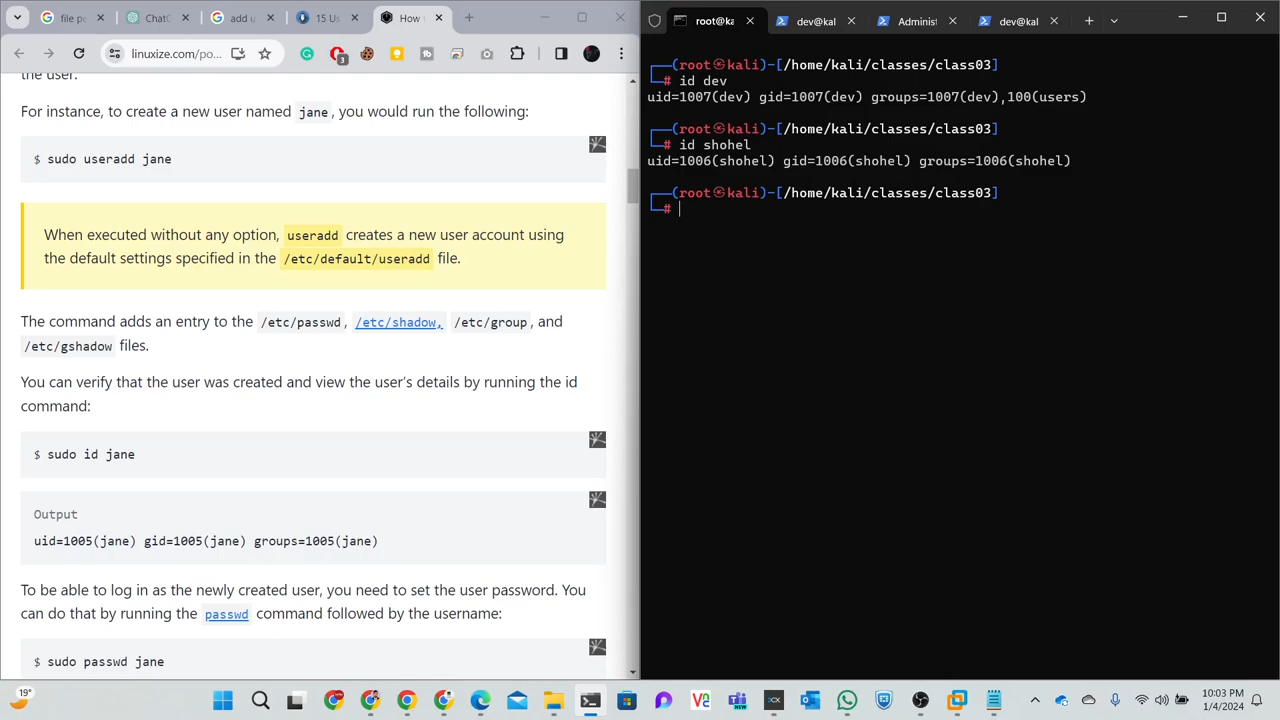 file pe
ChatC
add u
15 Us
How t
linuxize.com/po...
3
the user.
For instance, to create a new user named jane, you would run the following:
$ sudo useradd jane
When executed without any option, useradd creates a new user account using
the default settings specified in the /etc/default/useradd file.
The command adds an entry to the /etc/passwd, /etc/shadow, /etc/group, and
/etc/gshadow files.
You can verify that the user was created and view the user's details by running the id
command:
$ sudo id jane
Output
uid=1005(jane) gid=1005(jane) groups=1005(jane)
To be able to log in as the newly created user, you need to set the user password. You
can do that by running the passwd command followed by the username:
$ sudo passwd jane
root@ka
dev@kal
Administ
dev@kal
┌──(root㉿kali)-[/home/kali/classes/class03]
└─# id dev
uid=1007(dev) gid=1007(dev) groups=1007(dev),100(users)
┌──(root㉿kali)-[/home/kali/classes/class03]
└─# id shohel
uid=1006(shohel) gid=1006(shohel) groups=1006(shohel)
┌──(root㉿kali)-[/home/kali/classes/class03]
└─#
19°
10:03 PM
1/4/2024